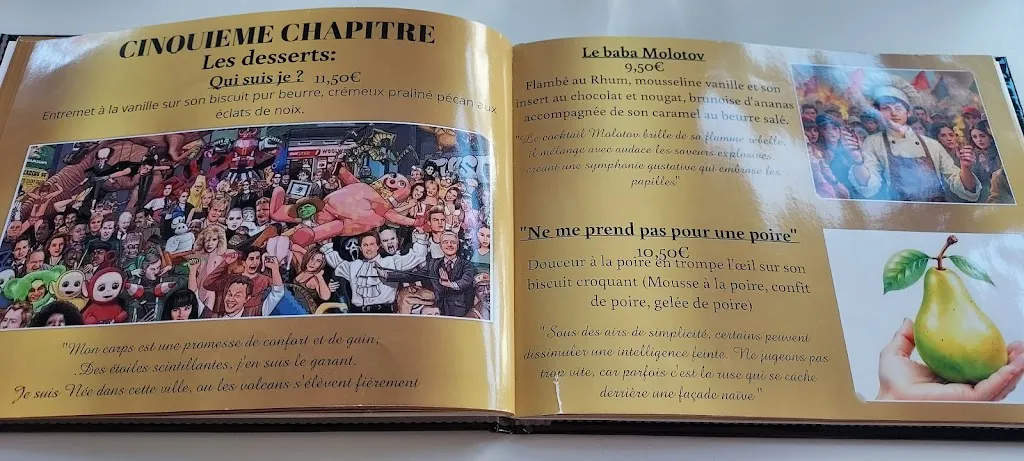 CINQUIEME CHAPITRE
Les desserts:
Qui suis je ? 11,50€
Entremet à la vanille sur son biscuit pur beurre, crémeux praliné pécan aux
éclats de noix.
WOOLWO
"Mon corps est une promesse de confort et de gain,
.Des étoiles scintillantes, j'en suis le garant.
Je suis Née dans cette ville, ou les volcans s'élèvent fièrement
Le baba Molotov
9,50€
Flambé au Rhum, mousseline vanille et son
insert au chocolat et nougat, brunoise d'ananas
accompagnée de son caramel au beurre salé.
"Le cocktail Molotov brille de sa flamme rebelle,
il mélange avec audace les saveurs explosives,
créant une symphonie gustative qui embrase les
papilles"
"Ne me prend pas pour une poire"
10,50€
Douceur à la poire en trompe l'œil sur son
biscuit croquant (Mousse à la poire, confit
de poire, gelée de poire)
" Sous des airs de simplicité, certains peuvent
dissimuler une intelligence feinte. Ne jugeons pas
trop vite, car parfois c'est la ruse qui se cache
derrière une façade naïve"